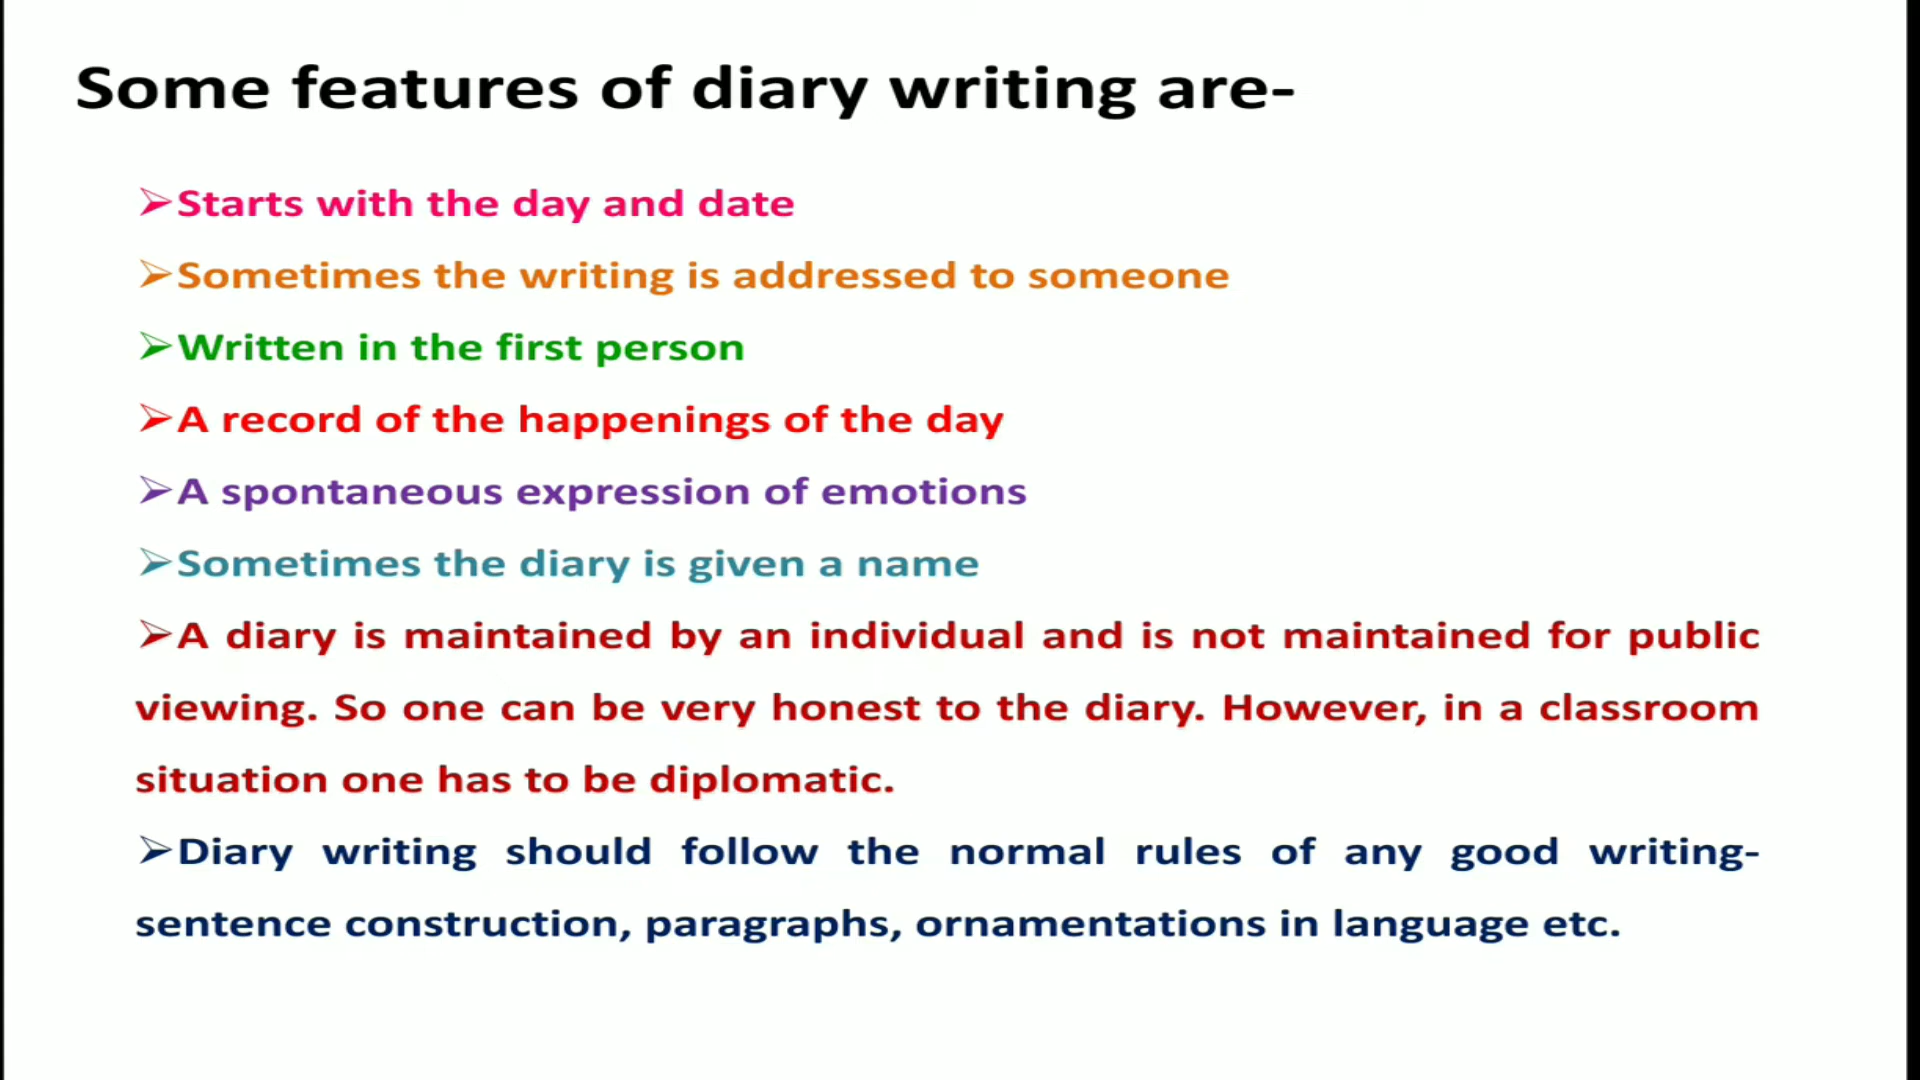 Some features of diary writing are-
➢Starts with the day and date
➢Sometimes the writing is addressed to someone
➢Written in the first person
➢A record of the happenings of the day
➢A spontaneous expression of emotions
➢Sometimes the diary is given a name
➢A diary is maintained by an individual and is not maintained for public
viewing. So one can be very honest to the diary. However, in a classroom
situation one has to be diplomatic.
➢Diary writing should follow the normal rules of any good writing-
sentence construction, paragraphs, ornamentations in language etc.